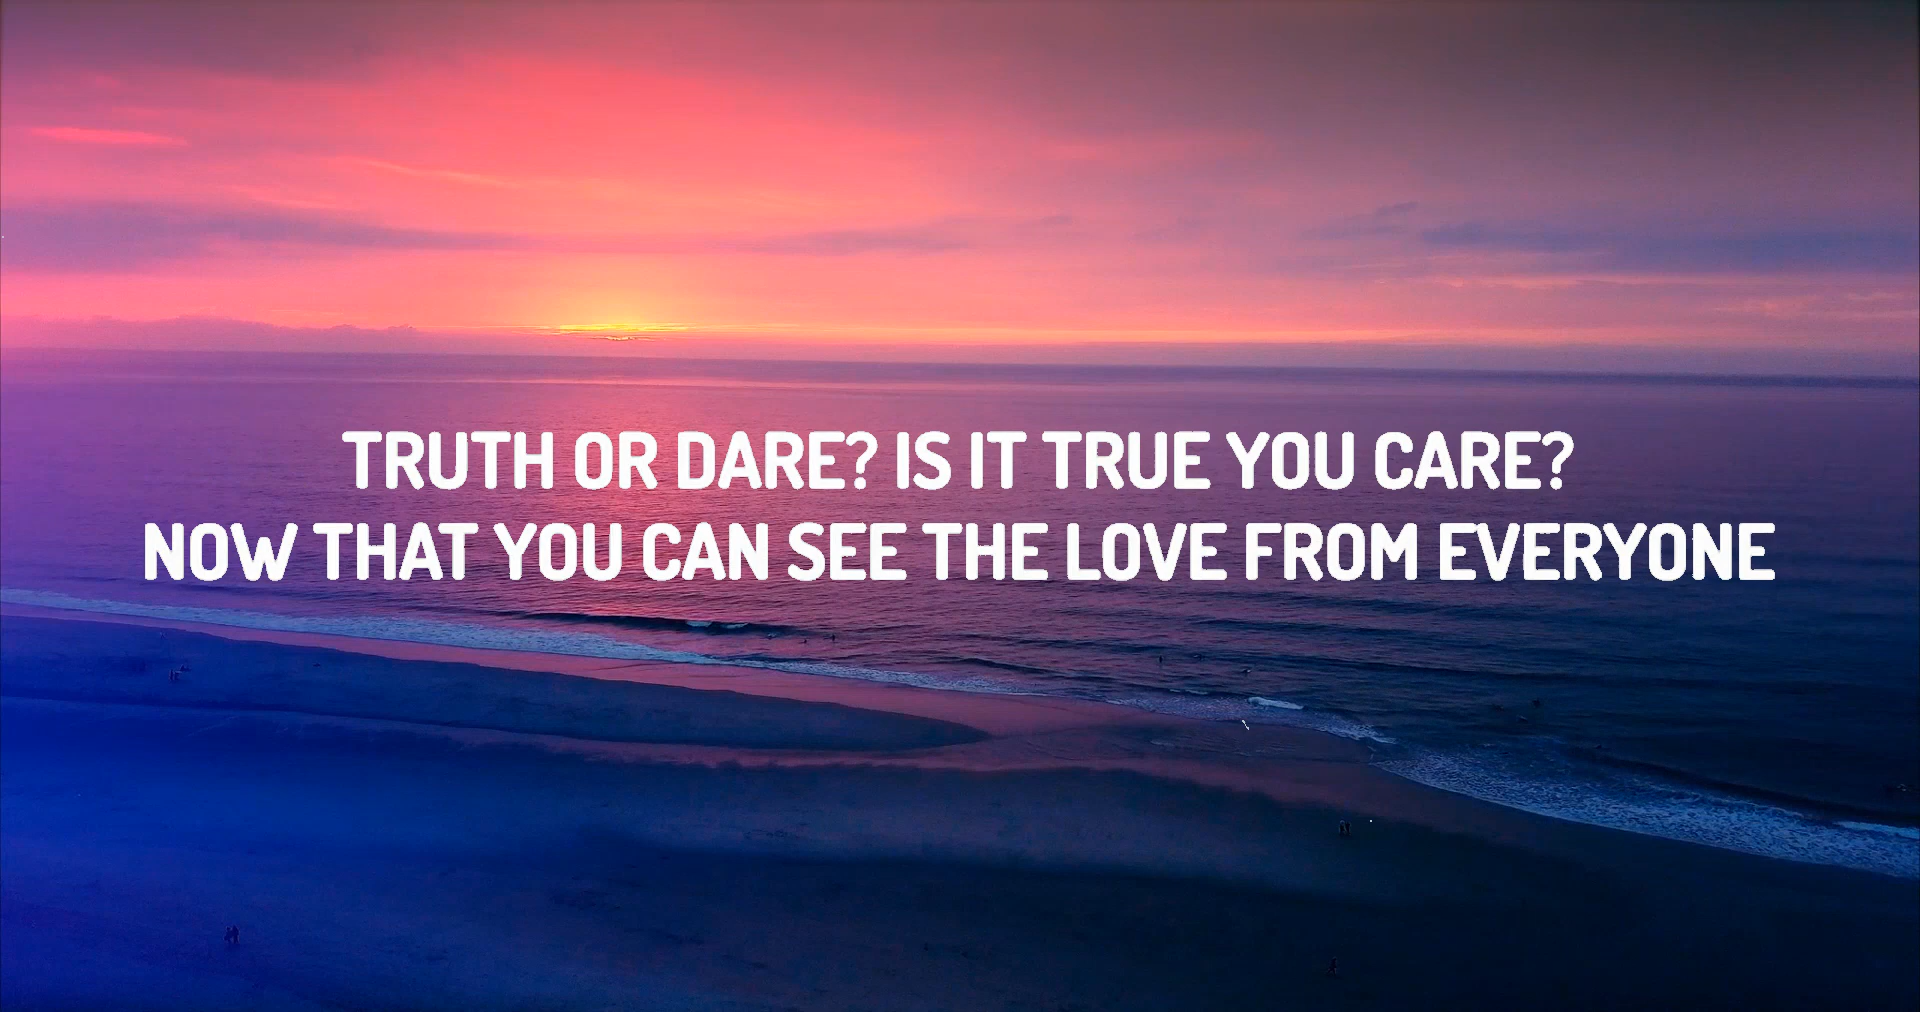 TRUTH OR DARE? IS IT TRUE YOU CARE?
NOW THAT YOU CAN SEE THE LOVE FROM EVERYONE